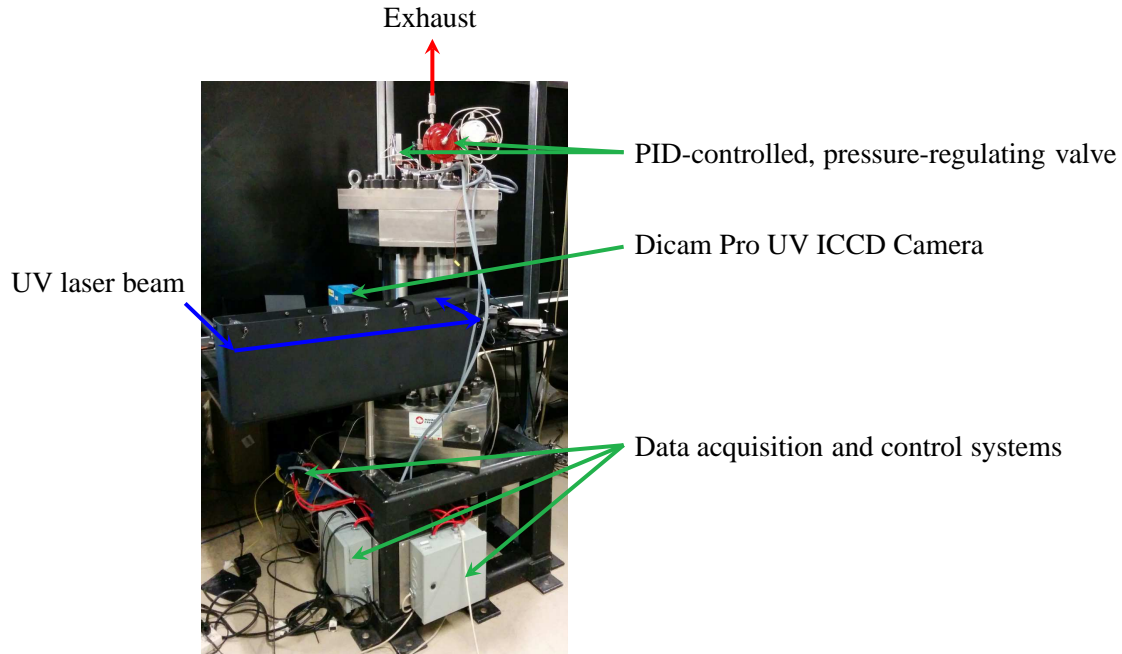 Exhaust
PID-controlled, pressure-regulating valve
Dicam Pro UV ICCD Camera
UV laser beam
Data acquisition and control systems